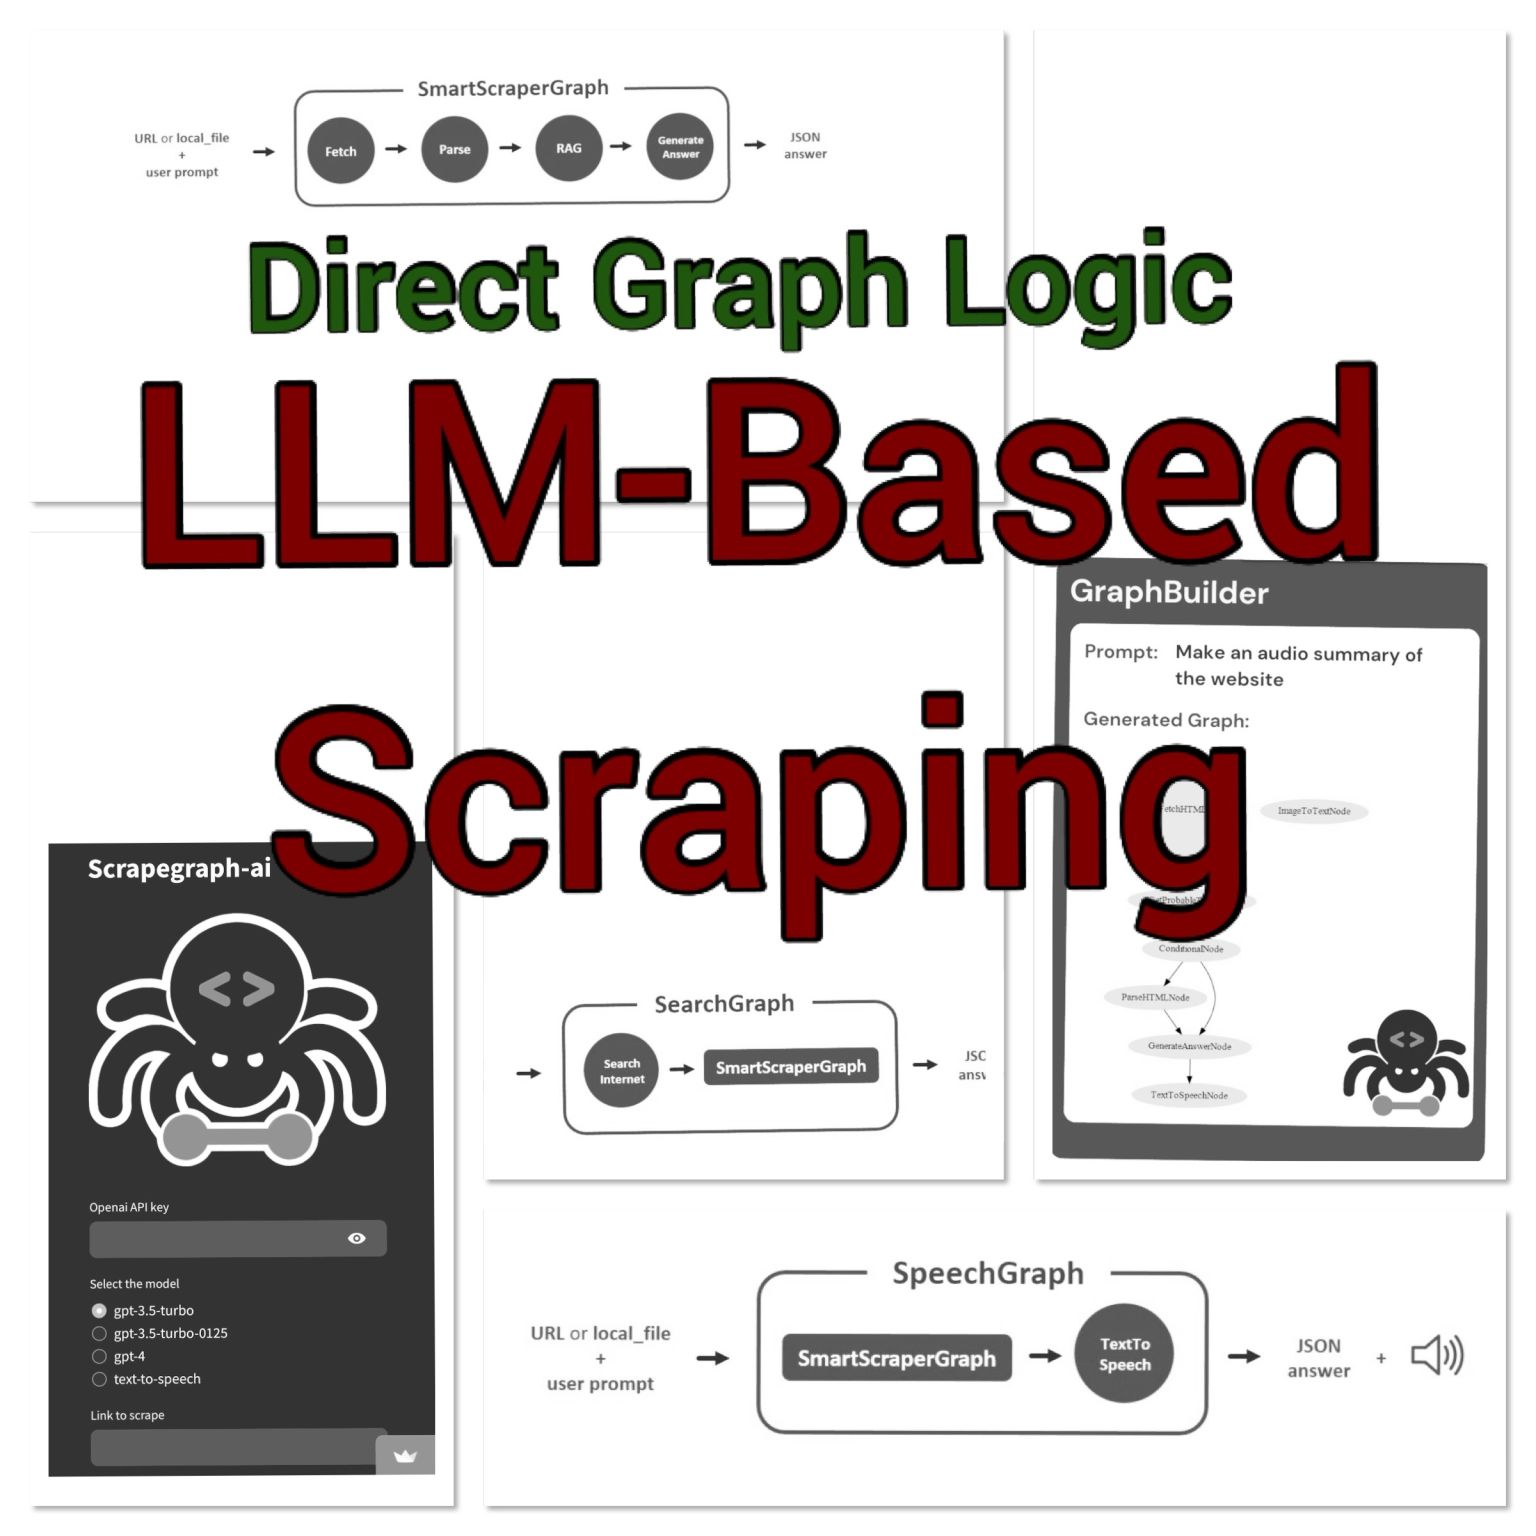 SmartScraperGraph
URL or local_file
+
user prompt
Fetch
Parse
RAG
Generate
Answer
JSON
answer
Direct Graph Logic
LLM-Based
Scraping
GraphBuilder
Prompt: Make an audio summary of
the website
Generated Graph:
ImageToTextNode
ConditionalNode
ParseHTMLNode
GenerateAnswerNode
TextToSpeechNode
Scrapegraph-ai
< >
Openai API key
Select the model
gpt-3.5-turbo
gpt-3.5-turbo-0125
gpt-4
text-to-speech
Link to scrape
SearchGraph
Search
Internet
SmartScraperGraph
< >
SpeechGraph
URL or local_file
+
user prompt
SmartScraperGraph
TextTo
Speech
JSON
answer
+